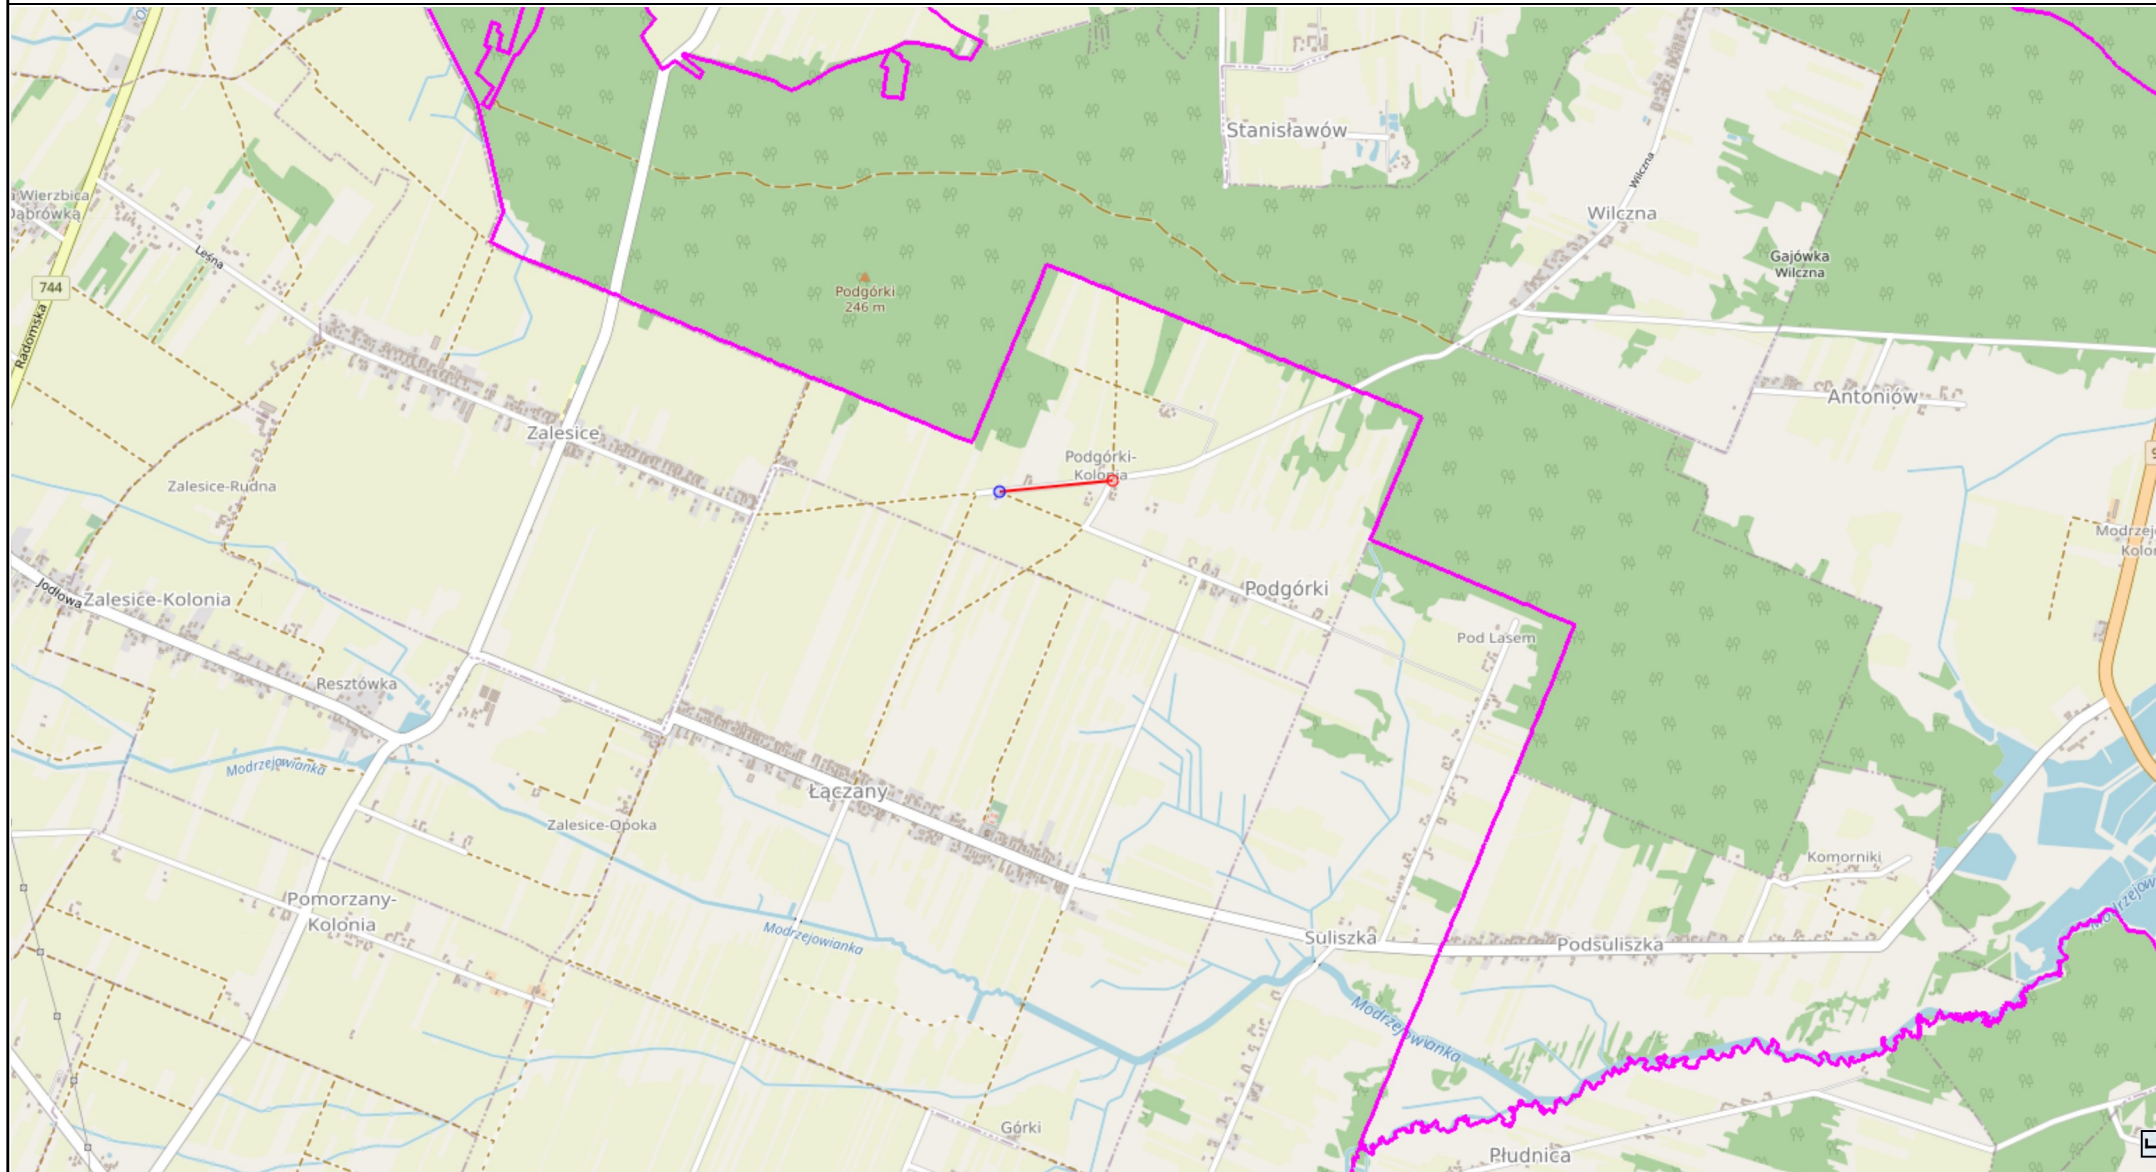 Stanisławów
a Wierzbica
Dąbrówką
Wilczna
Wilczna
Leśna
Gajówka
Wilczna
744
Podgórki
246 m
Radomska
Antoniów
Zalesice
Podgórki-
Kolonia
Zalesice-Rudna
Modrzej
Kolon
Podgórki
Jodłowa
Zalesice-Kolonia
Pod Lasem
Resztówka
Modrzejowianka
Łączany
Zalesice-Opoka
Komorniki
Pomorzany-
Kolonia
Suliszka
Podsuliszka
Modrzejowianka
Modrzejowianka
Górki
Płudnica